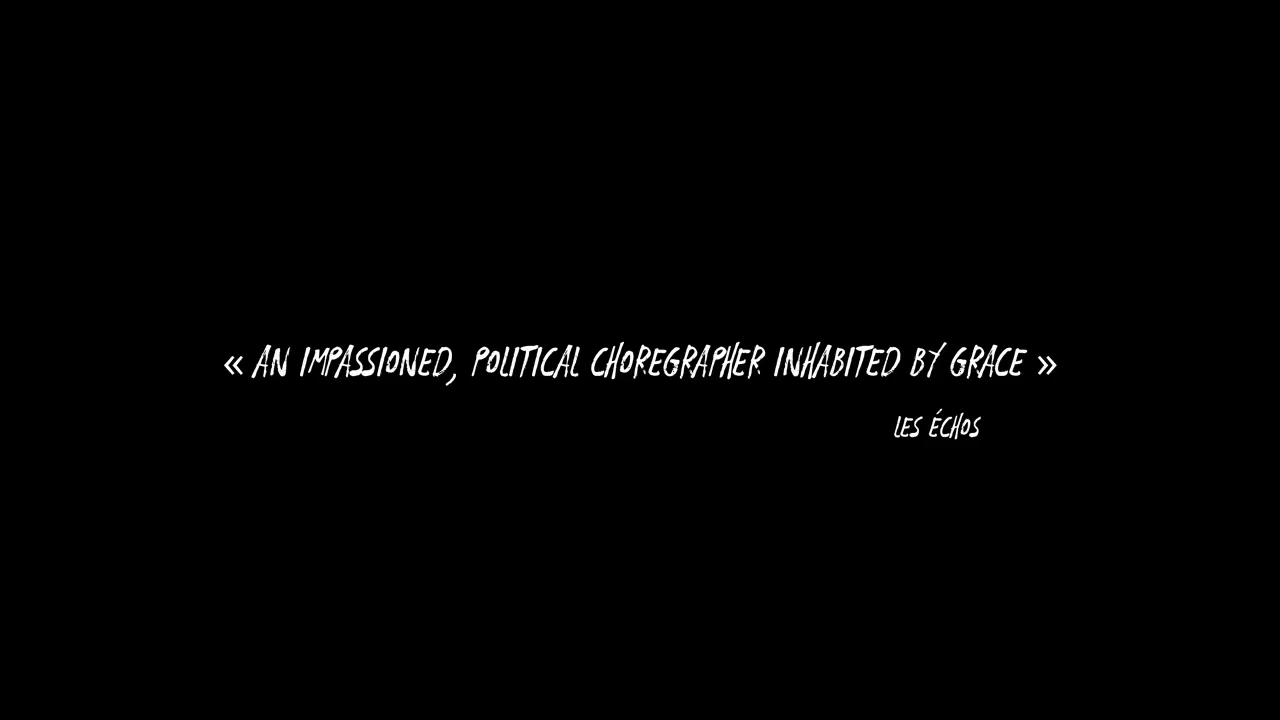 « AN IMPASSIONED, POLITICAL CHOREGRAPHER INHABITED BY GRACE »
LES ÉCHOS